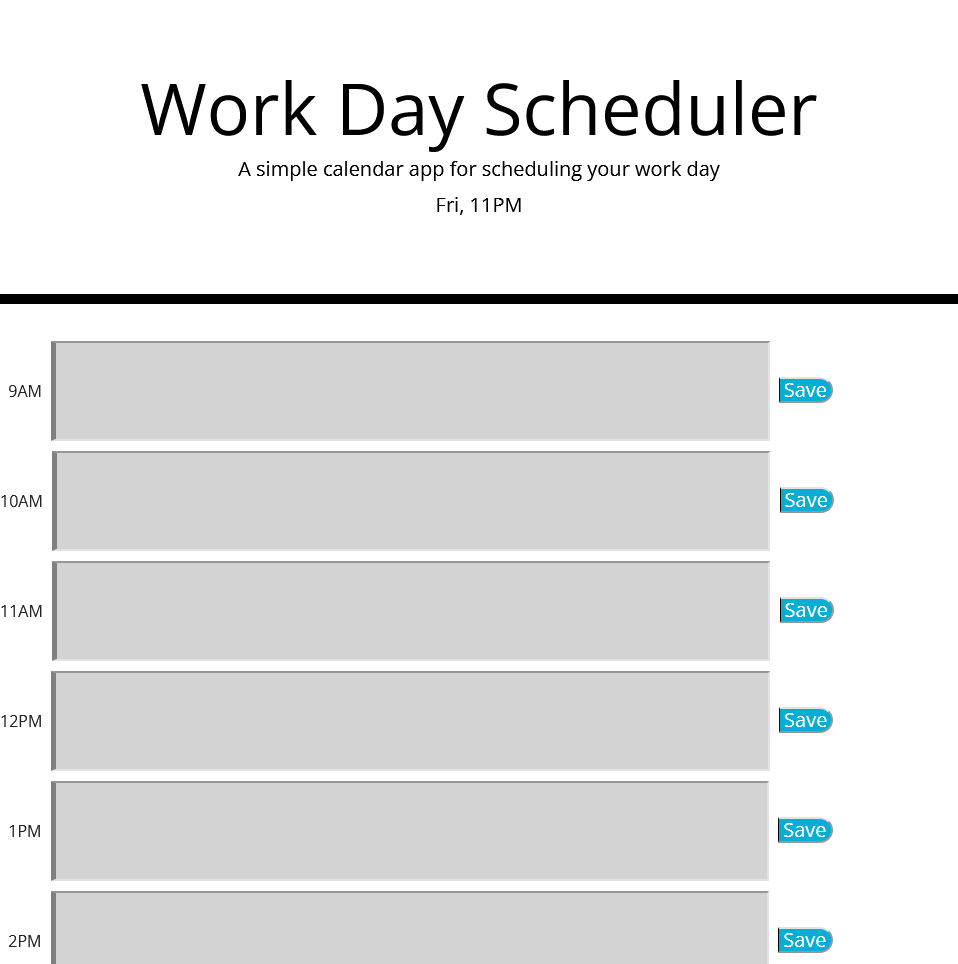 Work Day Scheduler
A simple calendar app for scheduling your work day
Fri, 11PM
9AM Save
10AM Save
11AM Save
12PM Save
1PM Save
2PM Save